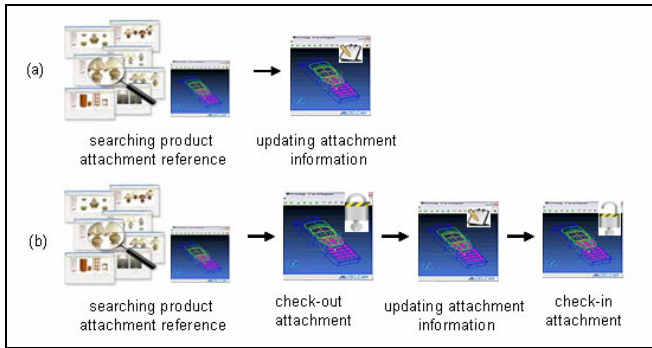 (a)
searching product
attachment reference
updating attachment
information
(b)
searching product
attachment reference
check-out
attachment
updating attachment
information
check-in
attachment